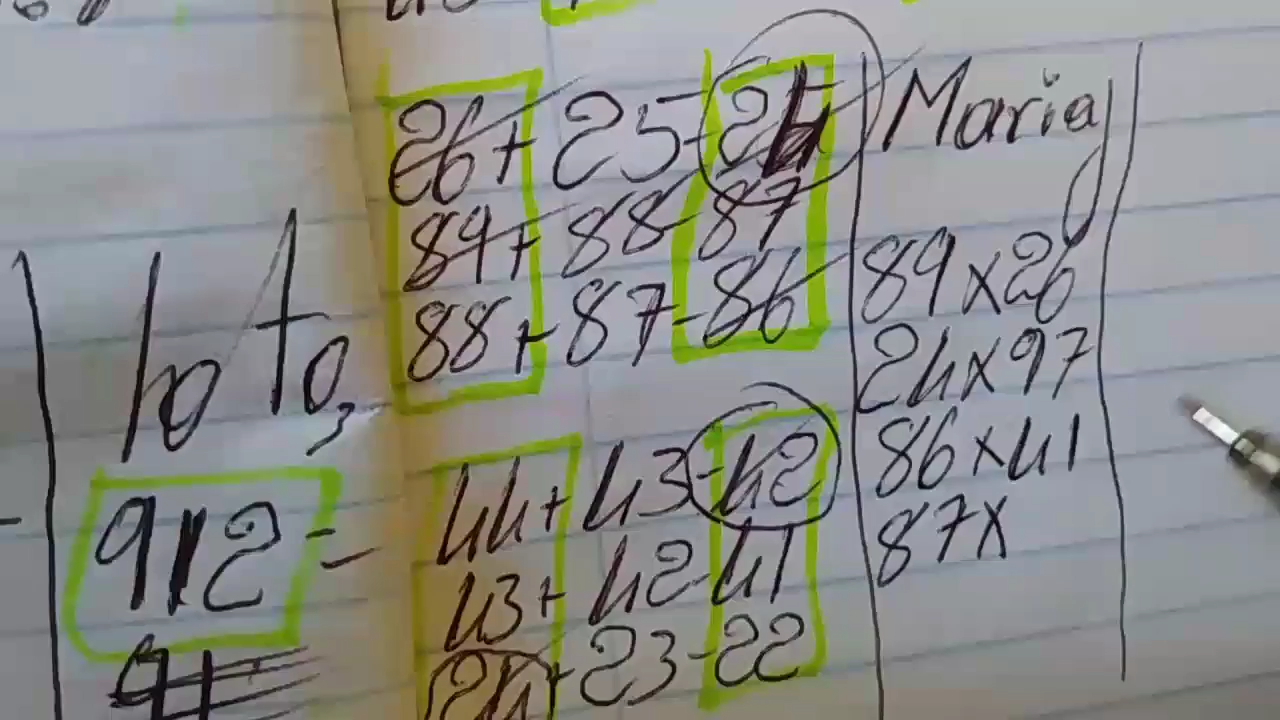 26+25-24
89+88-87
88+87-86
Maria
89x26
24x97
86x41
87x
loto,
912=
44+43-42
43+42-41
24+23-22